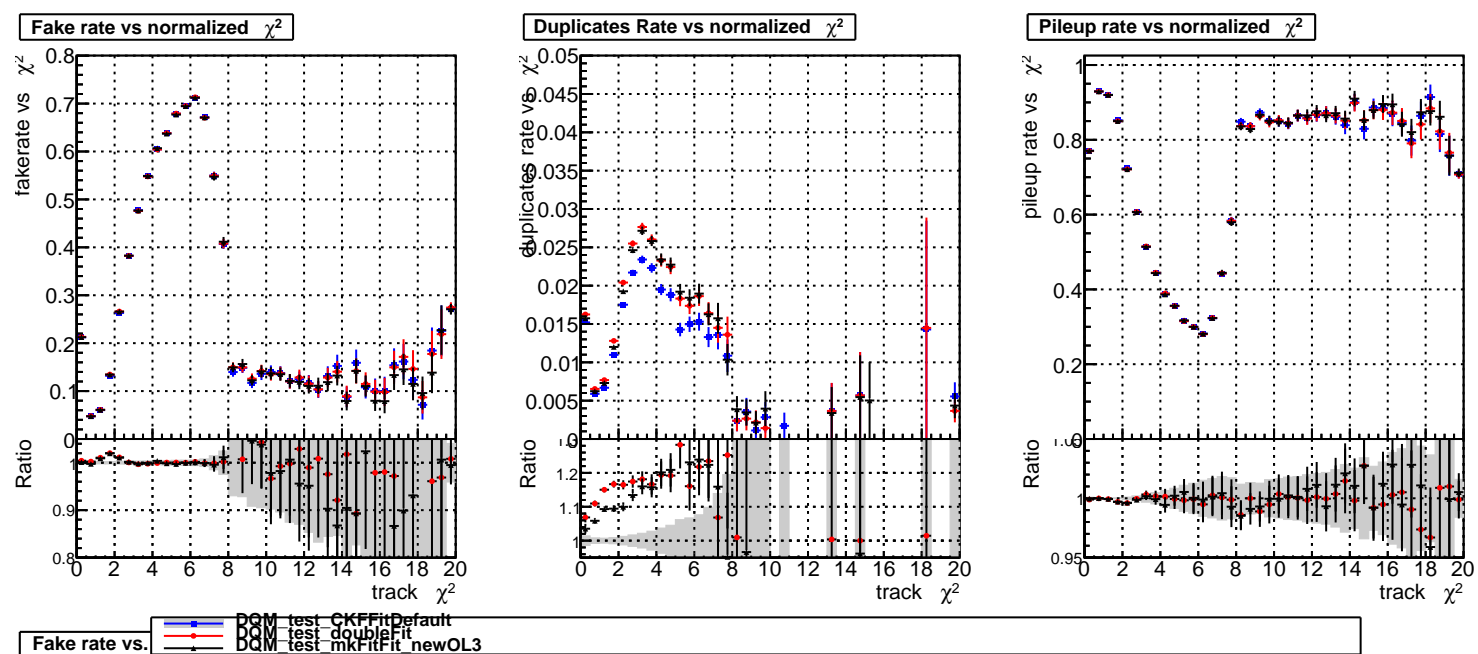 Fake rate vs normalized χ²
fakerate vs χ²
0.8
0.7
0.6
0.5
0.4
0.3
0.2
0.1
0
Ratio
1
0.9
0.8
0 2 4 6 8 10 12 14 16 18 20
track χ²
Duplicates Rate vs normalized χ²
duplicates rate vs χ²
0.05
0.045
0.04
0.035
0.03
0.025
0.02
0.015
0.01
0.005
0
Ratio
1.2
1.1
1
0 2 4 6 8 10 12 14 16 18 20
track χ²
Pileup rate vs normalized χ²
pileup rate vs χ²
1
0.8
0.6
0.4
0.2
0
Ratio
1
0.95
0 2 4 6 8 10 12 14 16 18 20
track χ²
Fake rate vs.
DQM_test_CKFFitDefault
DQM_test_doubleFit
DQM_test_mkFitFit_newOL3